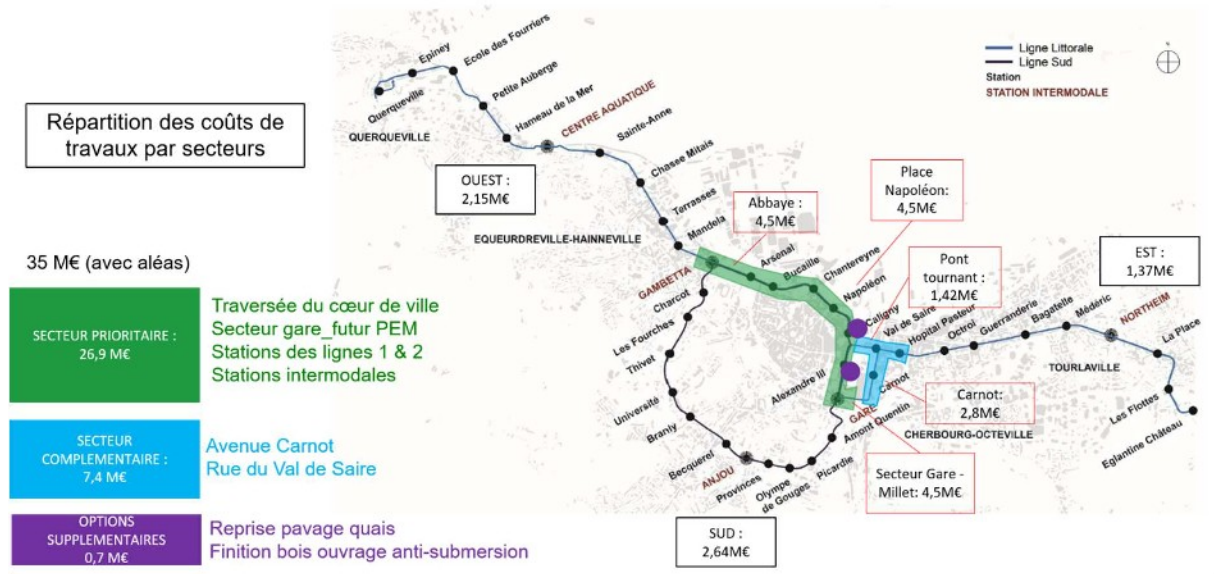 Répartition des coûts de
travaux par secteurs
35 M€ (avec aléas)
SECTEUR PRIORITAIRE :
26,9 M€
Traversée du cœur de ville
Secteur gare_futur PEM
Stations des lignes 1 & 2
Stations intermodales
SECTEUR
COMPLEMENTAIRE :
7,4 M€
Avenue Carnot
Rue du Val de Saire
OPTIONS
SUPPLEMENTAIRES
0,7 M€
Reprise pavage quais
Finition bois ouvrage anti-submersion
Ligne Littorale
Ligne Sud
Station
STATION INTERMODALE
N
Querqueville
Epiney
Ecole des Fourriers
Petite Auberge
Hameau de la Mer
CENTRE AQUATIQUE
Sainte-Anne
Chasse Mitais
Terrasses
Mandela
QUERQUEVILLE
OUEST :
2,15M€
EQUEURDREVILLE-HAINNEVILLE
Abbaye :
4,5M€
Place
Napoléon:
4,5M€
Pont
tournant :
1,42M€
EST :
1,37M€
GAMBETTA
Arsenal
Bucaille
Chantereyne
Napoléon
Caligny
Val de Saire
Hopital Pasteur
Octroi
Guerranderie
Bagatelle
Médéric
NORTHEIM
La Place
Les Flottes
Eglantine Château
TOURLAVILLE
Charcot
Les Fourches
Thivet
Université
Branly
Becquerel
ANJOU
Provinces
Olympe
de Gouges
Picardie
Amont Quentin
GARE
Alexandre III
Carnot
Carnot:
2,8M€
CHERBOURG-OCTEVILLE
Secteur Gare -
Millet: 4,5M€
SUD :
2,64M€